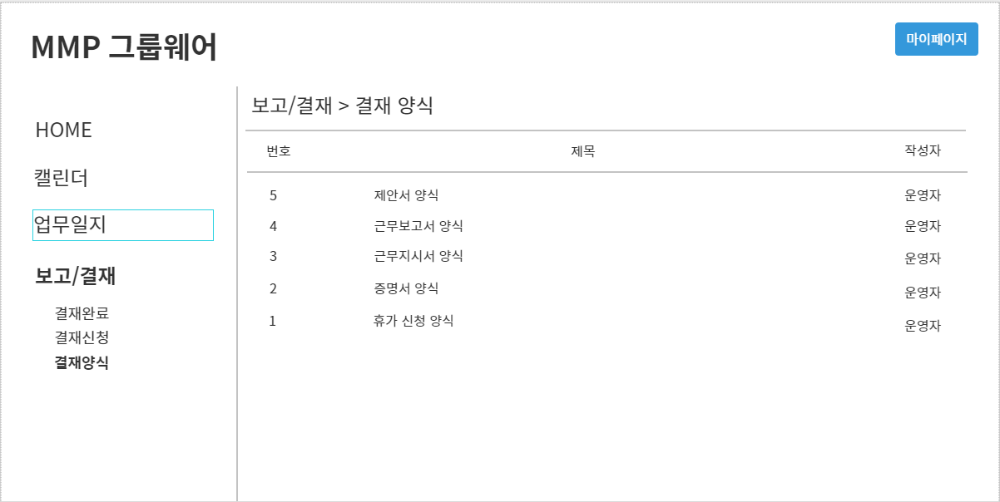 MMP 그룹웨어
마이페이지
HOME
캘린더
업무일지
보고/결재
결재완료
결재신청
결재양식
보고/결재 > 결재 양식
번호 제목 작성자
5 제안서 양식 운영자
4 근무보고서 양식 운영자
3 근무지시서 양식 운영자
2 증명서 양식 운영자
1 휴가 신청 양식 운영자